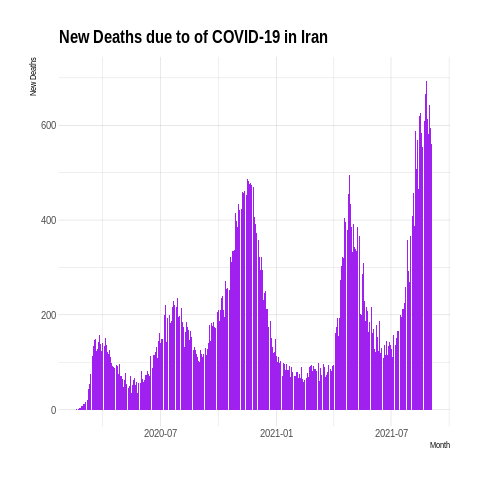 New Deaths due to of COVID-19 in Iran
New Deaths
600
400
200
0
2020-07
2021-01
2021-07
Month